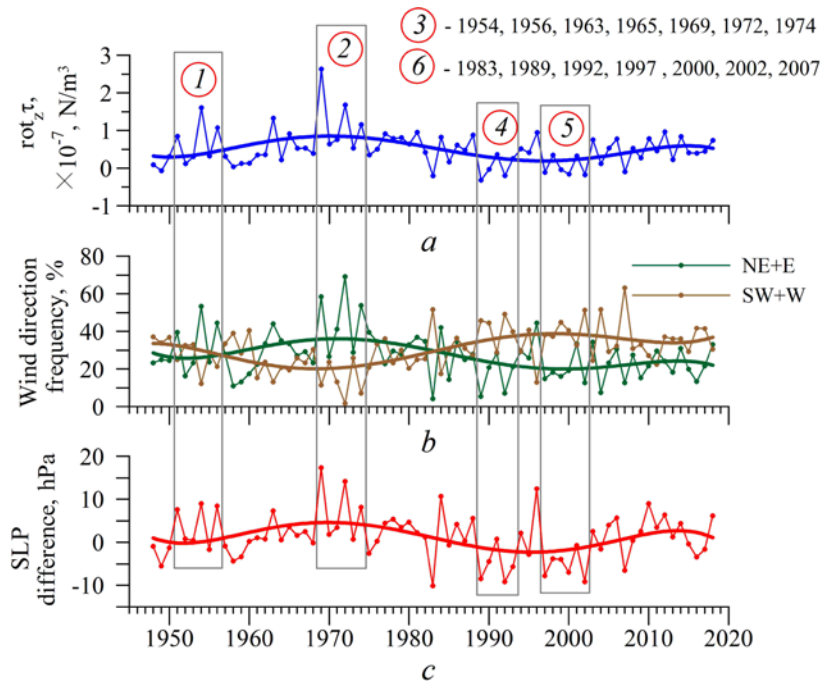 3 - 1954, 1956, 1963, 1965, 1969, 1972, 1974
6 - 1983, 1989, 1992, 1997 , 2000, 2002, 2007
1
2
4
5
rot_z τ,
×10⁻⁷, N/m³
3
2
1
0
-1
a
Wind direction
frequency, %
80
60
40
20
0
NE+E
SW+W
b
SLP
difference, hPa
20
10
0
-10
1950 1960 1970 1980 1990 2000 2010 2020
c